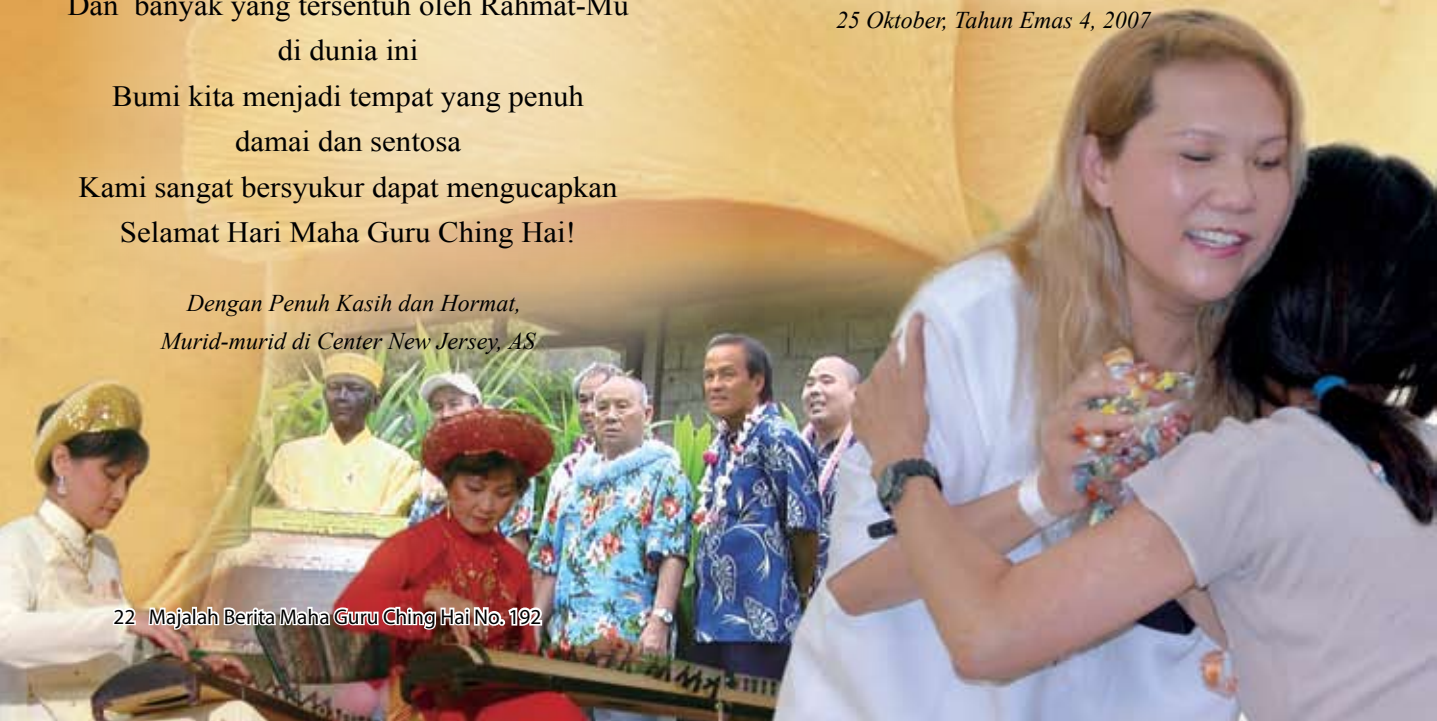 Dan banyak yang tersentuh oleh Rahmat-Mu
di dunia ini
Bumi kita menjadi tempat yang penuh
damai dan sentosa
Kami sangat bersyukur dapat mengucapkan
Selamat Hari Maha Guru Ching Hai!
Dengan Penuh Kasih dan Hormat,
Murid-murid di Center New Jersey, AS
25 Oktober, Tahun Emas 4, 2007
22 Majalah Berita Maha Guru Ching Hai No. 192